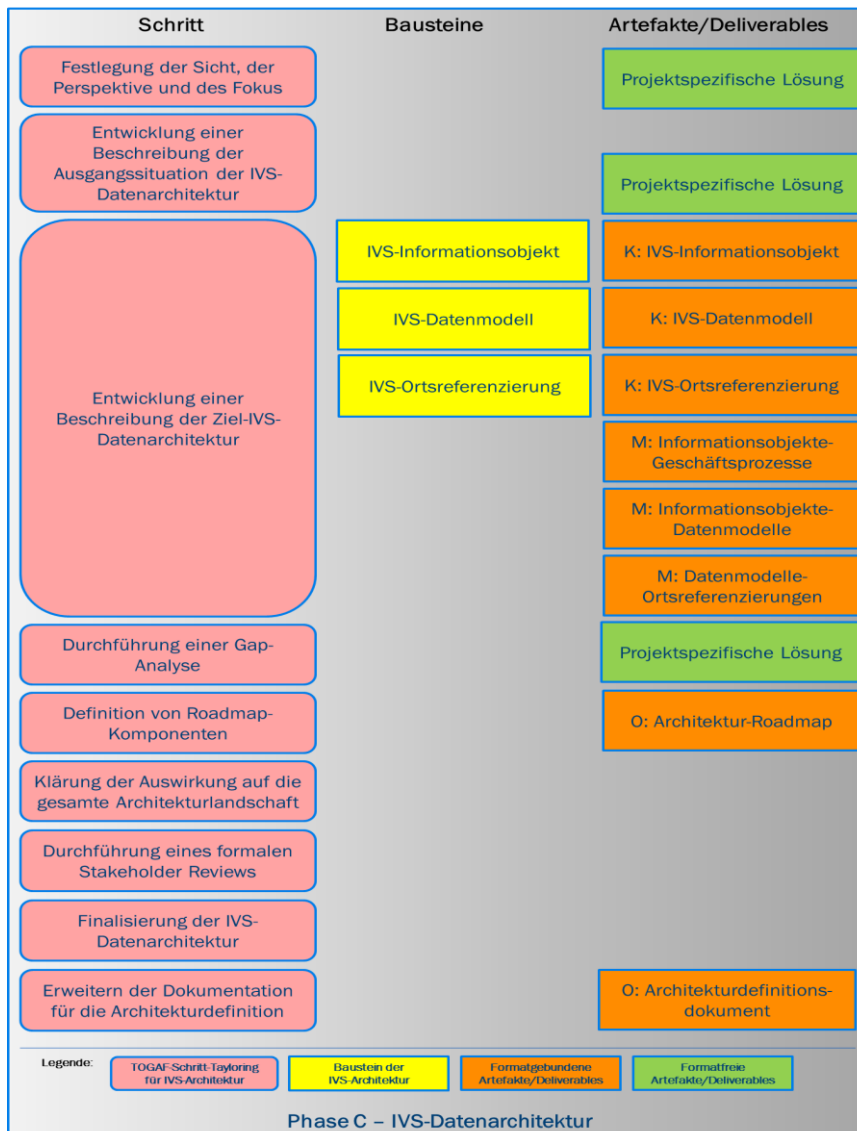 Schritt
Bausteine
Artefakte/Deliverables
Festlegung der Sicht, der
Perspektive und des Fokus
Projektspezifische Lösung
Entwicklung einer
Beschreibung der
Ausgangssituation der IVS-
Datenarchitektur
Projektspezifische Lösung
Entwicklung einer
Beschreibung der Ziel-IVS-
Datenarchitektur
IVS-Informationsobjekt
K: IVS-Informationsobjekt
IVS-Datenmodell
K: IVS-Datenmodell
IVS-Ortsreferenzierung
K: IVS-Ortsreferenzierung
M: Informationsobjekte-
Geschäftsprozesse
M: Informationsobjekte-
Datenmodelle
M: Datenmodelle-
Ortsreferenzierungen
Durchführung einer Gap-
Analyse
Projektspezifische Lösung
Definition von Roadmap-
Komponenten
O: Architektur-Roadmap
Klärung der Auswirkung auf die
gesamte Architekturlandschaft
Durchführung eines formalen
Stakeholder Reviews
Finalisierung der IVS-
Datenarchitektur
Erweitern der Dokumentation
für die Architekturdefinition
O: Architekturdefinitions-
dokument
Legende:
TOGAF-Schritt-Tayloring
für IVS-Architektur
Baustein der
IVS-Architektur
Formatgebundene
Artefakte/Deliverables
Formatfreie
Artefakte/Deliverables
Phase C – IVS-Datenarchitektur